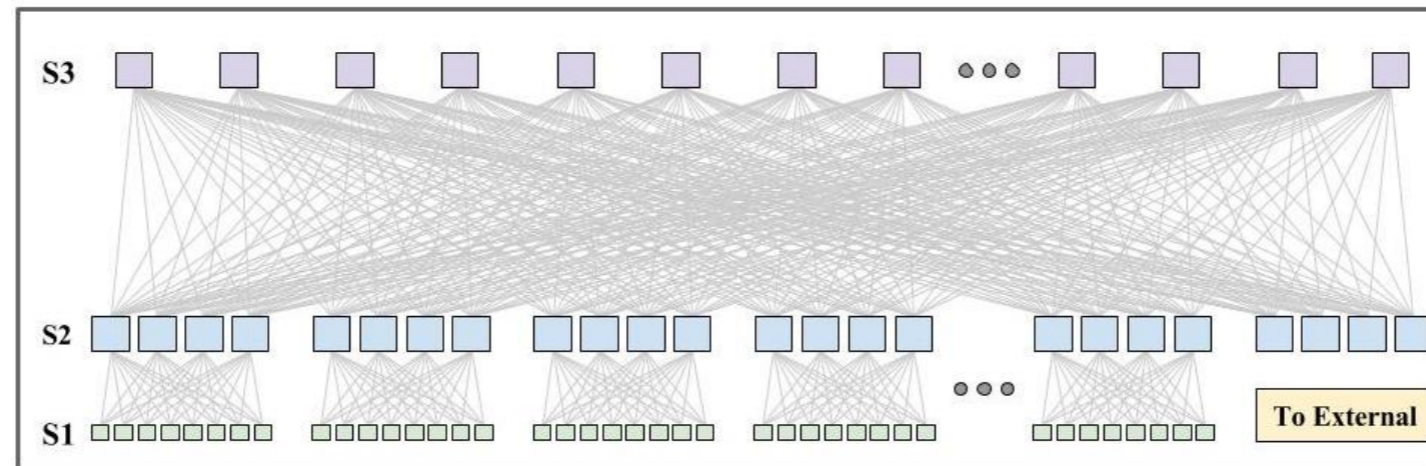 S3
S2
S1
To External